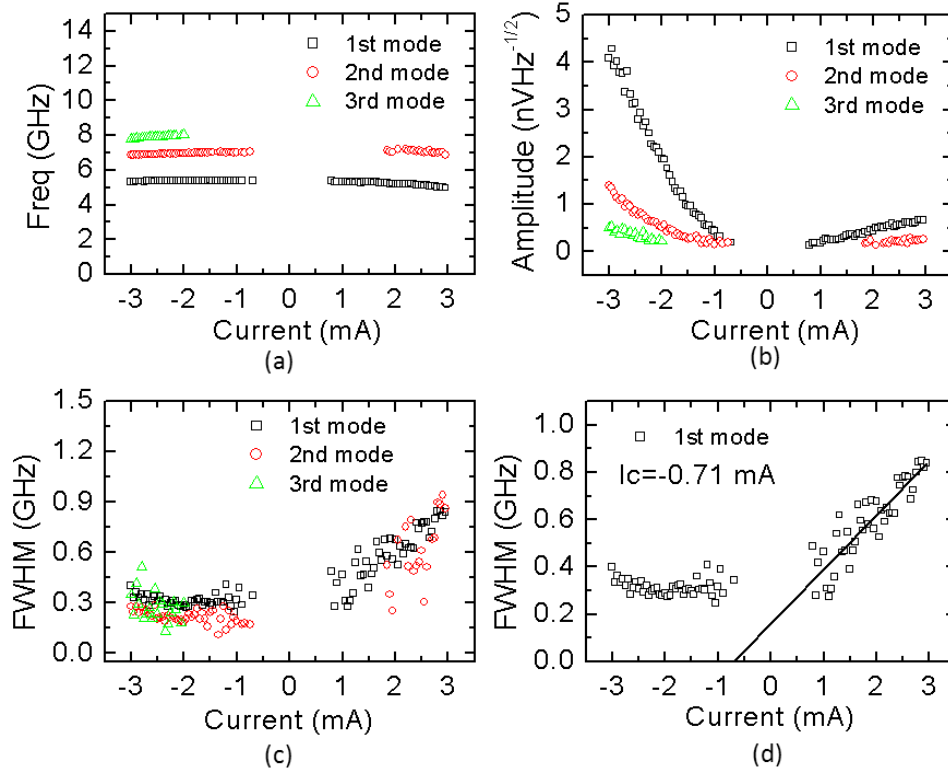 14
12
10
8
6
4
2
0
Freq (GHz)
1st mode
2nd mode
3rd mode
-3 -2 -1 0 1 2 3
Current (mA)
(a)
5
4
3
2
1
0
Amplitude (nVHz-1/2)
1st mode
2nd mode
3rd mode
-3 -2 -1 0 1 2 3
Current (mA)
(b)
1.5
1.2
0.9
0.6
0.3
0.0
FWHM (GHz)
1st mode
2nd mode
3rd mode
-3 -2 -1 0 1 2 3
Current (mA)
(c)
1.0
0.8
0.6
0.4
0.2
0.0
FWHM (GHz)
1st mode
Ic=-0.71 mA
-3 -2 -1 0 1 2 3
Current (mA)
(d)